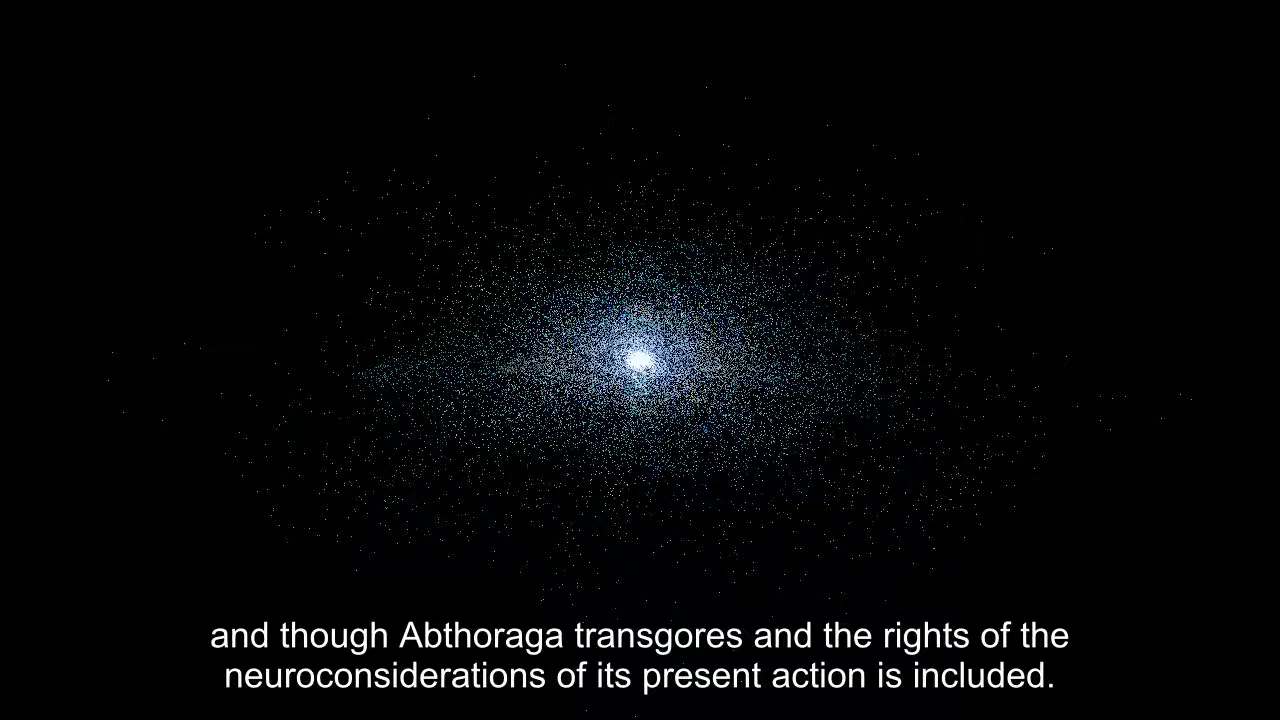 and though Abthoraga transgores and the rights of the
neuroconsiderations of its present action is included.